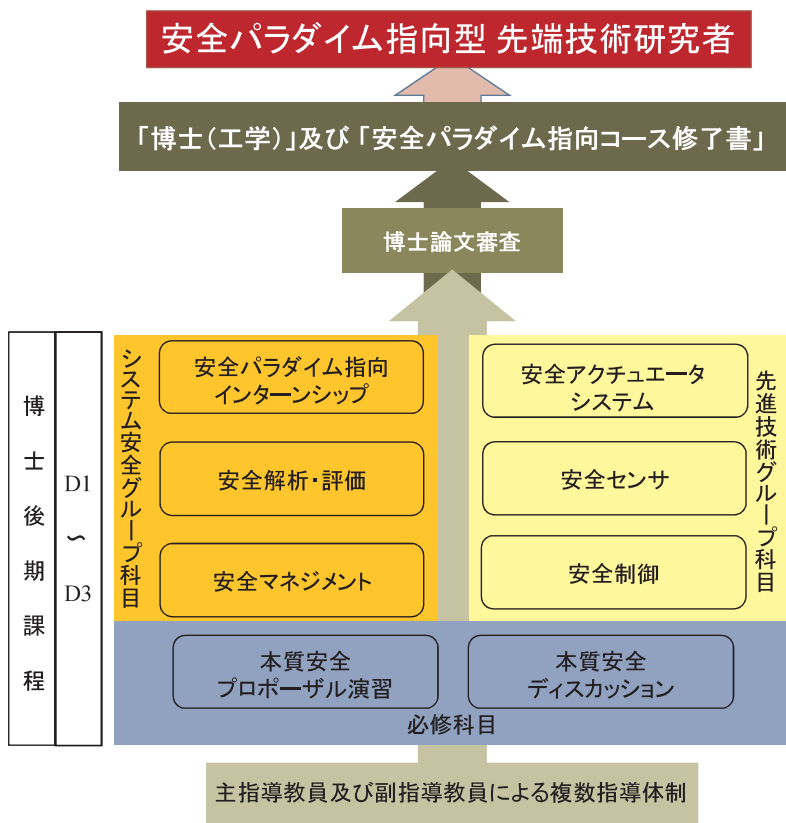 安全パラダイム指向型 先端技術研究者
「博士（工学）」及び「安全パラダイム指向コース修了書」
博士論文審査
博士後期課程
D1
～
D3
システム安全グループ科目
安全パラダイム指向
インターンシップ
安全解析・評価
安全マネジメント
安全アクチュエータ
システム
安全センサ
安全制御
先進技術グループ科目
本質安全
プロポーザル演習
本質安全
ディスカッション
必修科目
主指導教員及び副指導教員による複数指導体制